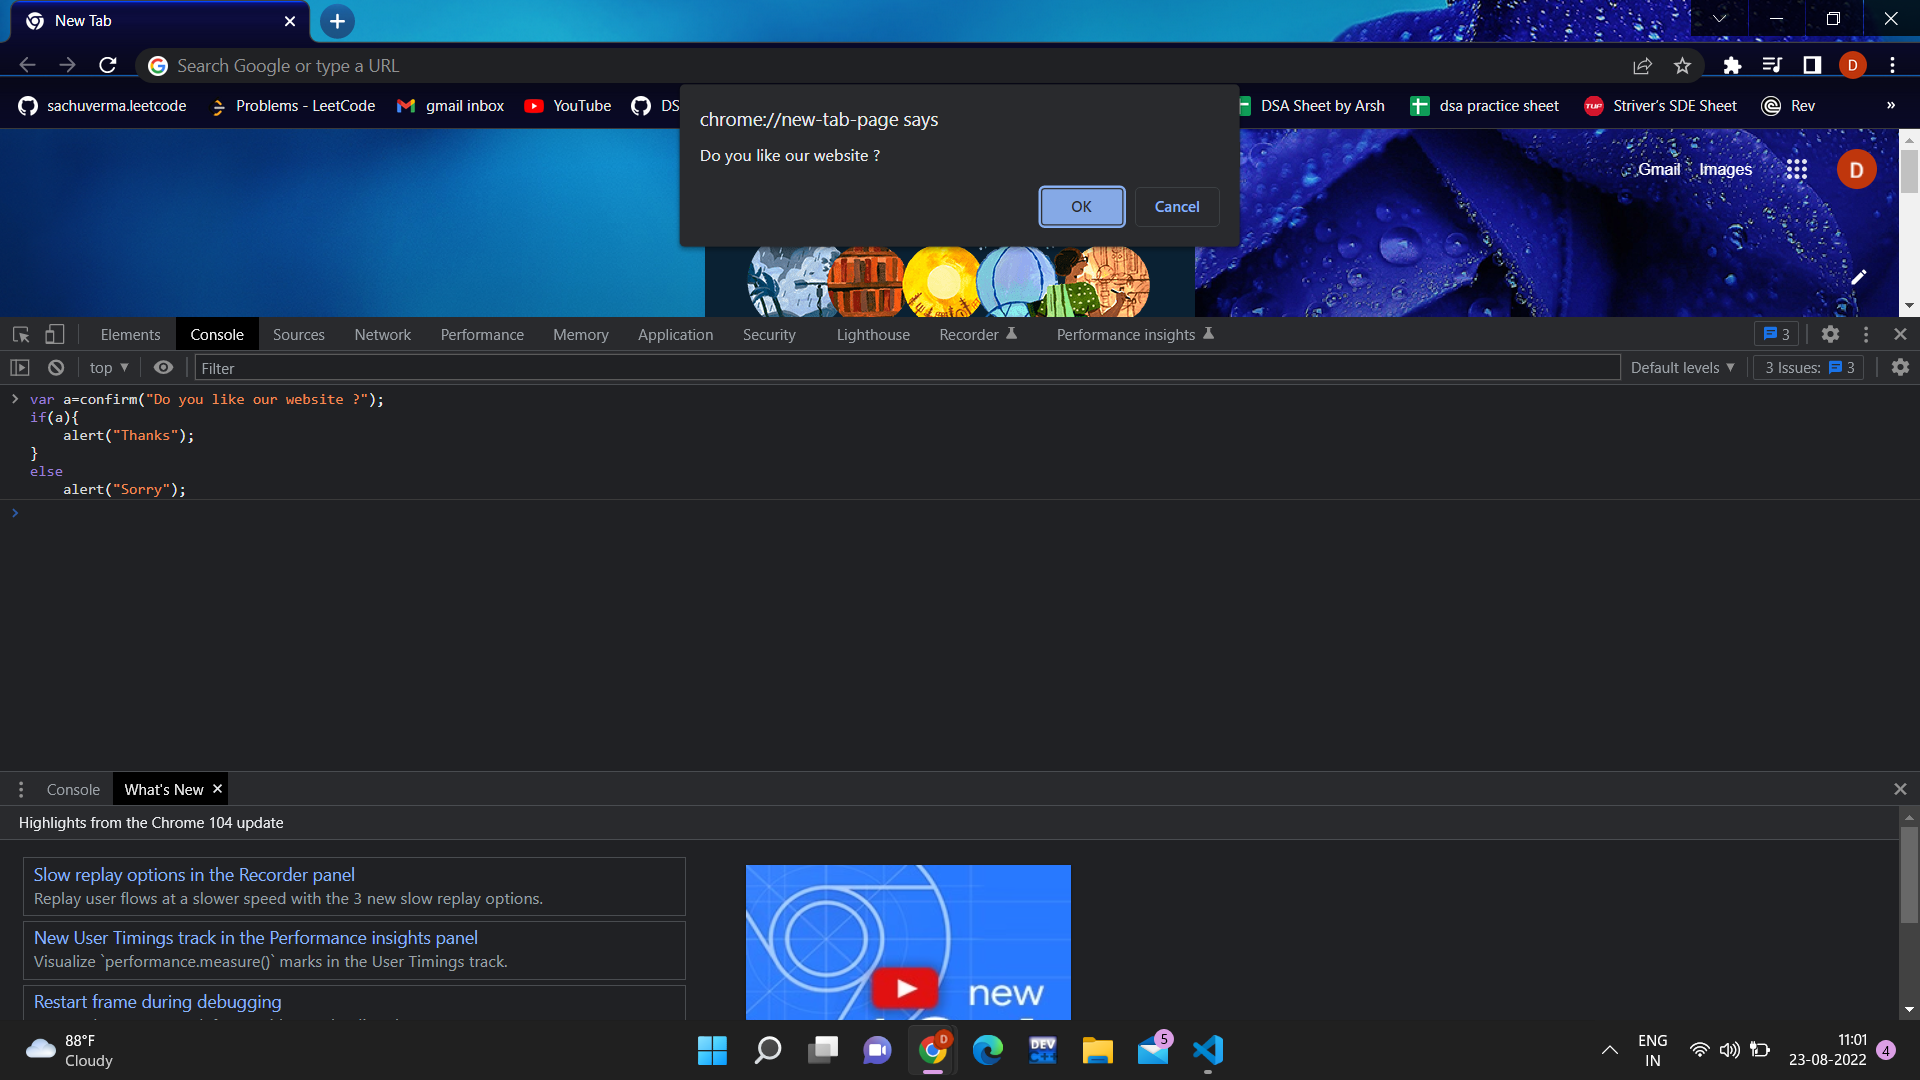 New Tab
Search Google or type a URL
D
sachuverma.leetcode
Problems - LeetCode
gmail inbox
YouTube
DS
DSA Sheet by Arsh
dsa practice sheet
TUF
Striver's SDE Sheet
Rev
»
chrome://new-tab-page says
Do you like our website ?
OK
Cancel
Gmail
Images
D
Elements
Console
Sources
Network
Performance
Memory
Application
Security
Lighthouse
Recorder
Performance insights
3
top
Filter
Default levels
3 Issues:
3
var a=confirm("Do you like our website ?");
if(a){
    alert("Thanks");
}
else
    alert("Sorry");
Console
What's New
Highlights from the Chrome 104 update
Slow replay options in the Recorder panel
Replay user flows at a slower speed with the 3 new slow replay options.
New User Timings track in the Performance insights panel
Visualize `performance.measure()` marks in the User Timings track.
Restart frame during debugging
new
88°F
Cloudy
D
DEV
C++
5
ENG
IN
11:01
23-08-2022
4